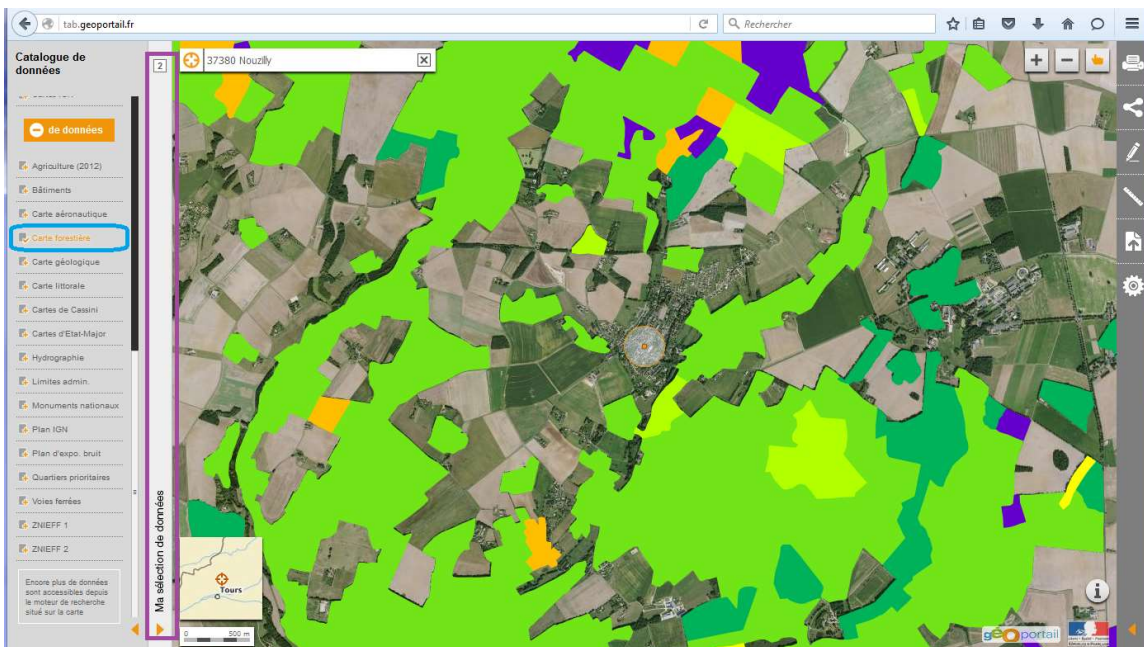 tab.geoportail.fr
Rechercher
Catalogue de
données
de données
Agriculture (2012)
Bâtiments
Carte aéronautique
Carte forestière
Carte géologique
Carte littorale
Cartes de Cassini
Cartes d'Etat-Major
Hydrographie
Limites admin.
Monuments nationaux
Plan IGN
Plan d'expo. bruit
Quartiers prioritaires
Voies ferrées
ZNIEFF 1
ZNIEFF 2
Encore plus de données
sont accessibles depuis
le moteur de recherche
situé sur la carte
2
Ma sélection de données
37380 Nouzilly
Tours
0 500 m
géoportail